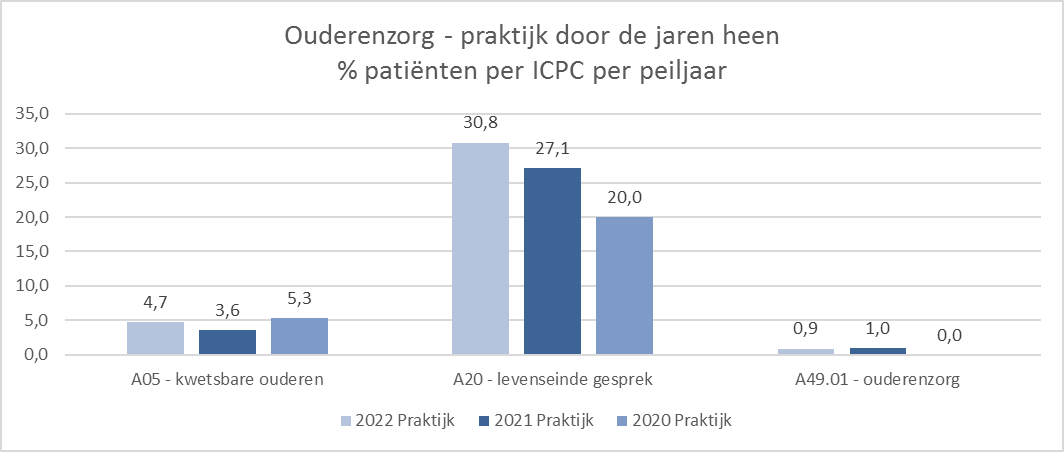 Ouderenzorg - praktijk door de jaren heen
% patiënten per ICPC per peiljaar
35,0
30,0
25,0
20,0
15,0
10,0
5,0
0,0
4,7
3,6
5,3
30,8
27,1
20,0
0,9
1,0
0,0
A05 - kwetsbare ouderen
A20 - levenseinde gesprek
A49.01 - ouderenzorg
2022 Praktijk
2021 Praktijk
2020 Praktijk